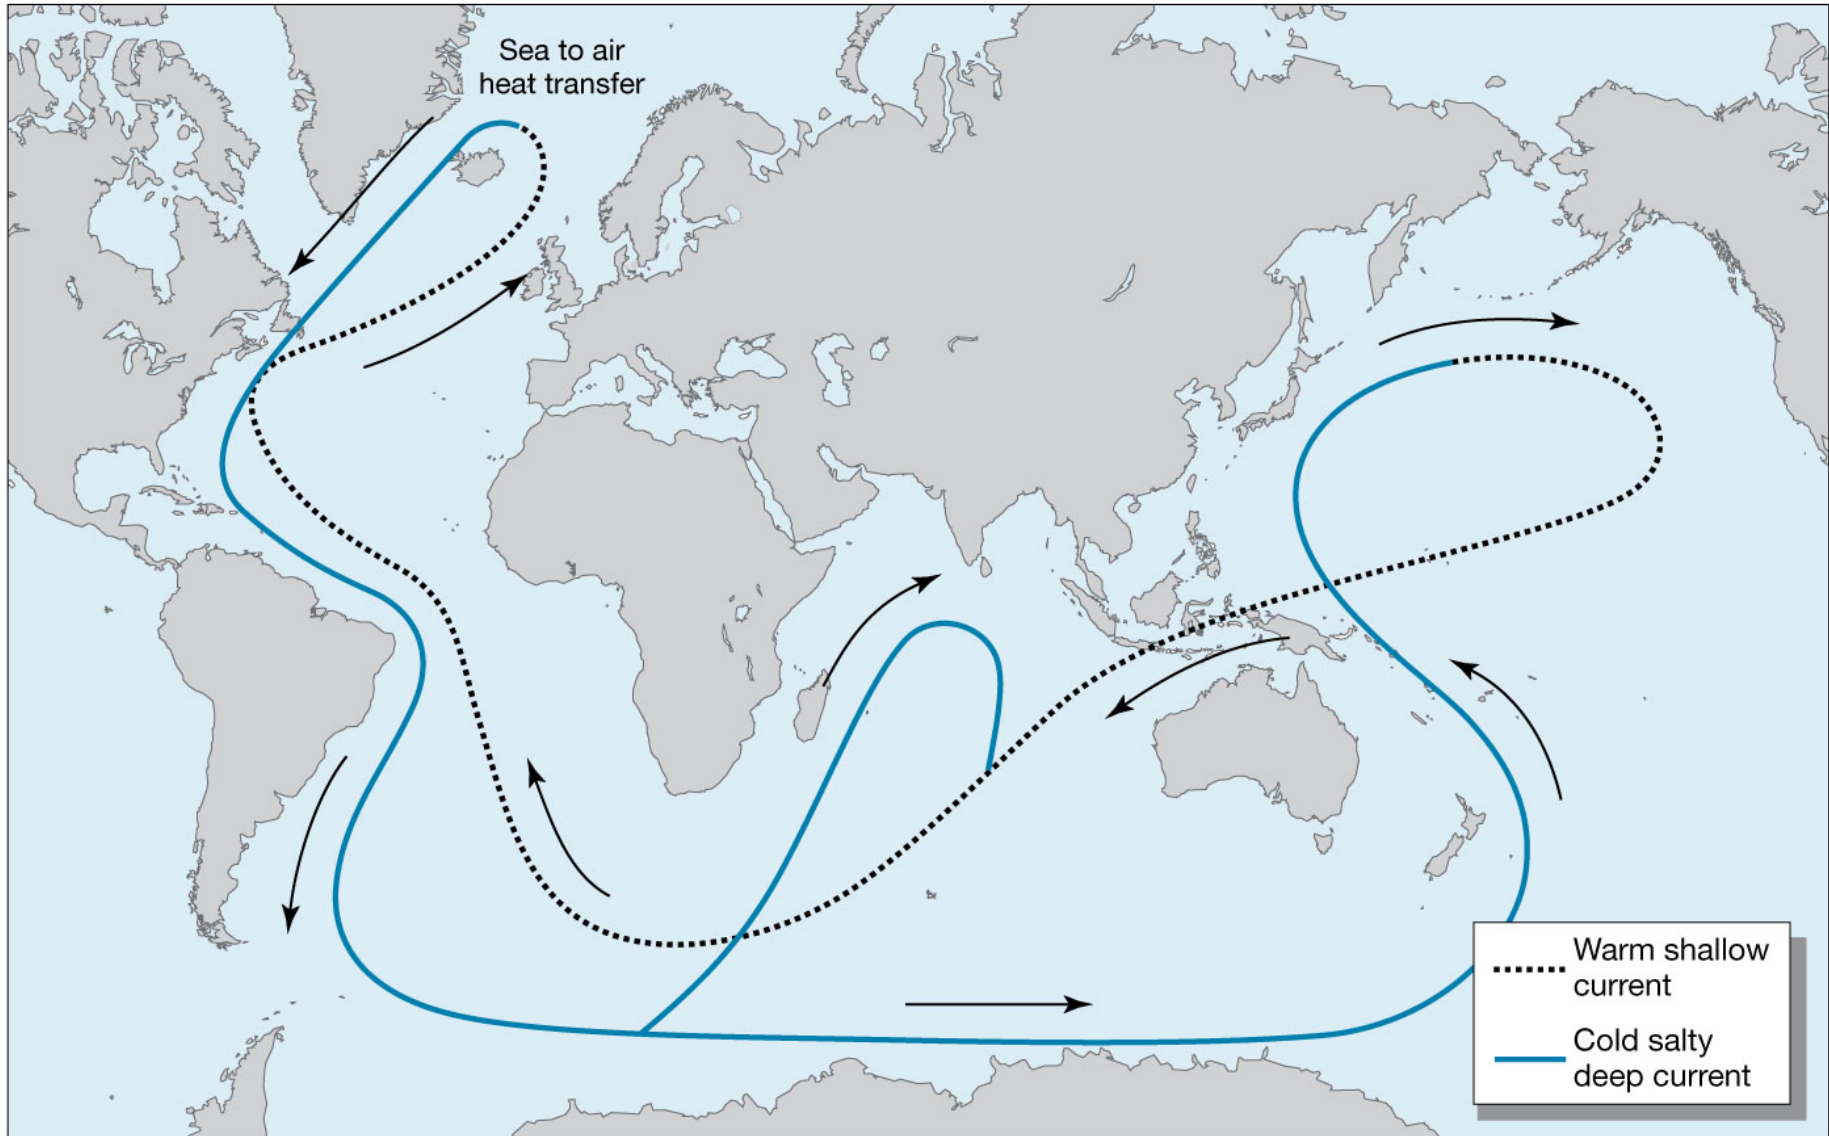 Sea to air
heat transfer
Warm shallow
current
Cold salty
deep current